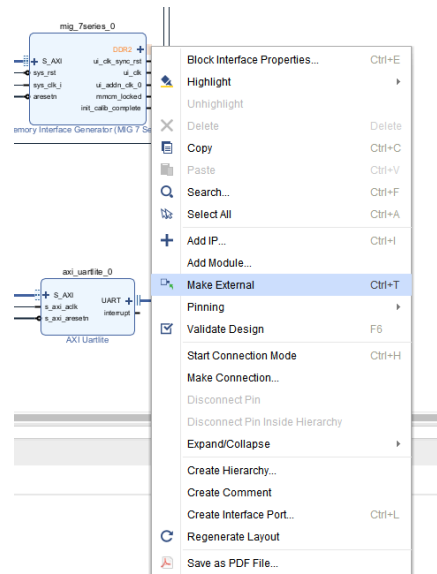 mig_7series_0
DDR2
S_AXI
ui_clk_sync_rst
sys_rst
ui_clk
sys_clk_i
ui_addn_clk_0
aresetn
mmcm_locked
init_calib_complete
emory Interface Generator (MIG 7 Se
axi_uartlite_0
S_AXI
UART
s_axi_aclk
interrupt
s_axi_aresetn
AXI Uartlite
Block Interface Properties... Ctrl+E
Highlight
Unhighlight
Delete Delete
Copy Ctrl+C
Paste Ctrl+V
Search... Ctrl+F
Select All Ctrl+A
Add IP... Ctrl+I
Add Module...
Make External Ctrl+T
Pinning
Validate Design F6
Start Connection Mode Ctrl+H
Make Connection...
Disconnect Pin
Disconnect Pin Inside Hierarchy
Expand/Collapse
Create Hierarchy...
Create Comment
Create Interface Port... Ctrl+L
Regenerate Layout
Save as PDF File...